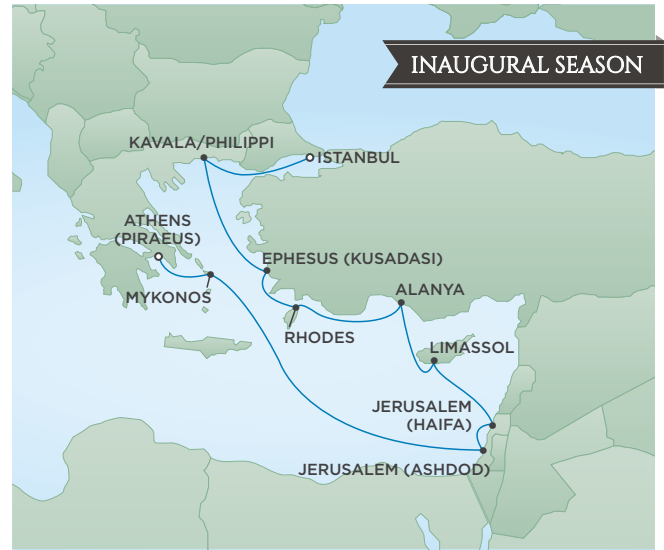 INAUGURAL SEASON
KAVALA/PHILIPPI
ISTANBUL
ATHENS
(PIRAEUS)
EPHESUS (KUSADASI)
MYKONOS
ALANYA
RHODES
LIMASSOL
JERUSALEM
(HAIFA)
JERUSALEM (ASHDOD)